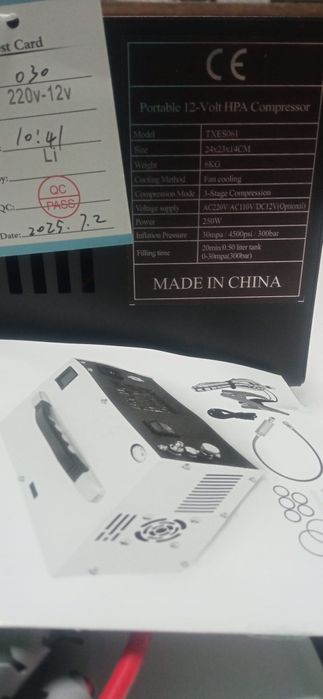 st Card
030
220v-12v
10:41
LI
y:
QC
PASS
QC:
Date: 2025. 7.2
CE
Portable 12-Volt HPA Compressor
Model TXES061
Size 24x23x14CM
Weight 6KG
Cooling Method Fan cooling
Compression Mode 3-Stage Compression
Voltage supply AC220V/AC110V/DC12V(Optional)
Power 250W
Inflation Pressure 30mpa / 4500psi / 300bar
Filling time 20min/0.50 liter tank
0-30mpa(300bar)
MADE IN CHINA